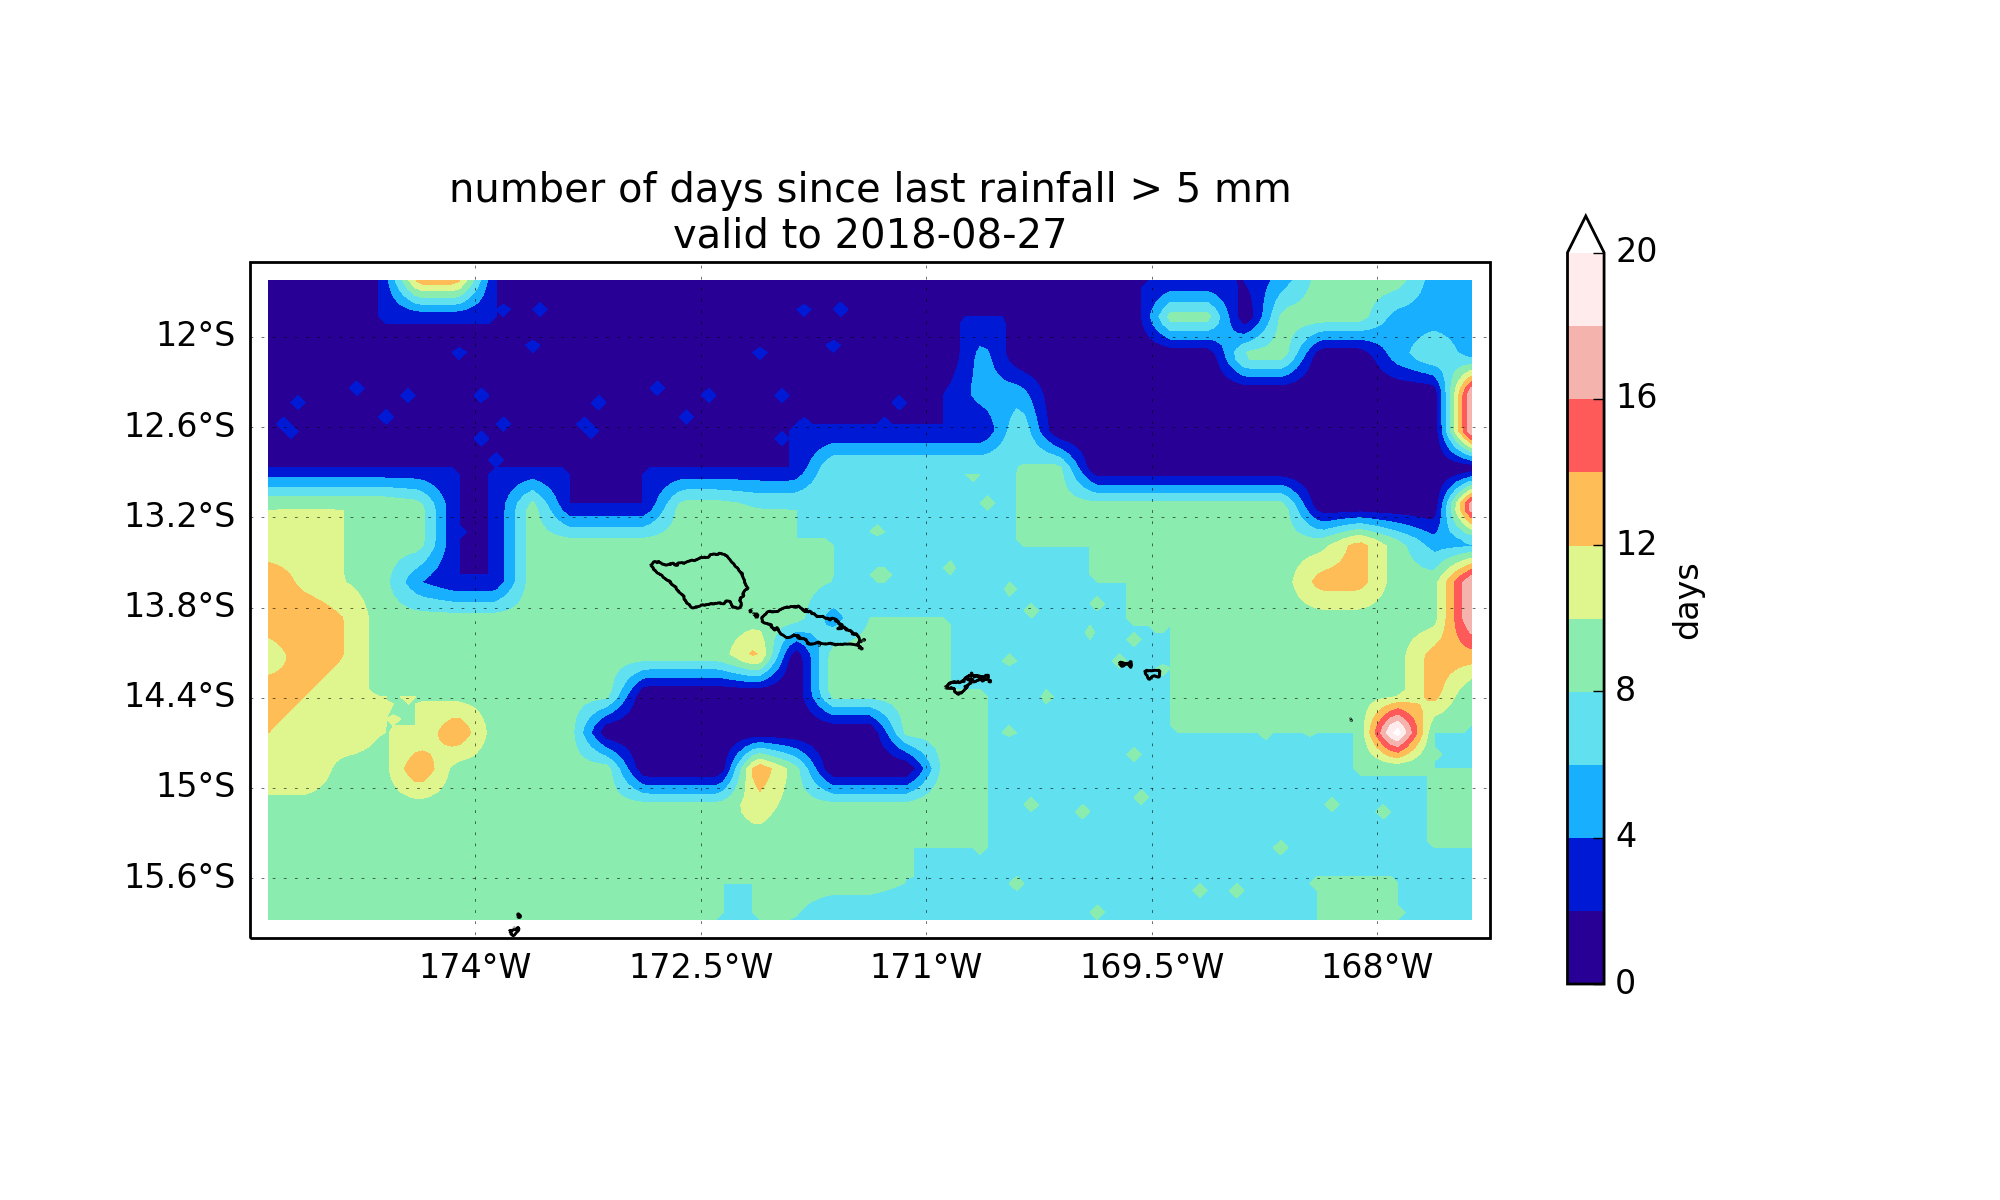 number of days since last rainfall > 5 mm
valid to 2018-08-27
12°S
12.6°S
13.2°S
13.8°S
14.4°S
15°S
15.6°S
174°W 172.5°W 171°W 169.5°W 168°W
20
16
12
8
4
0
days